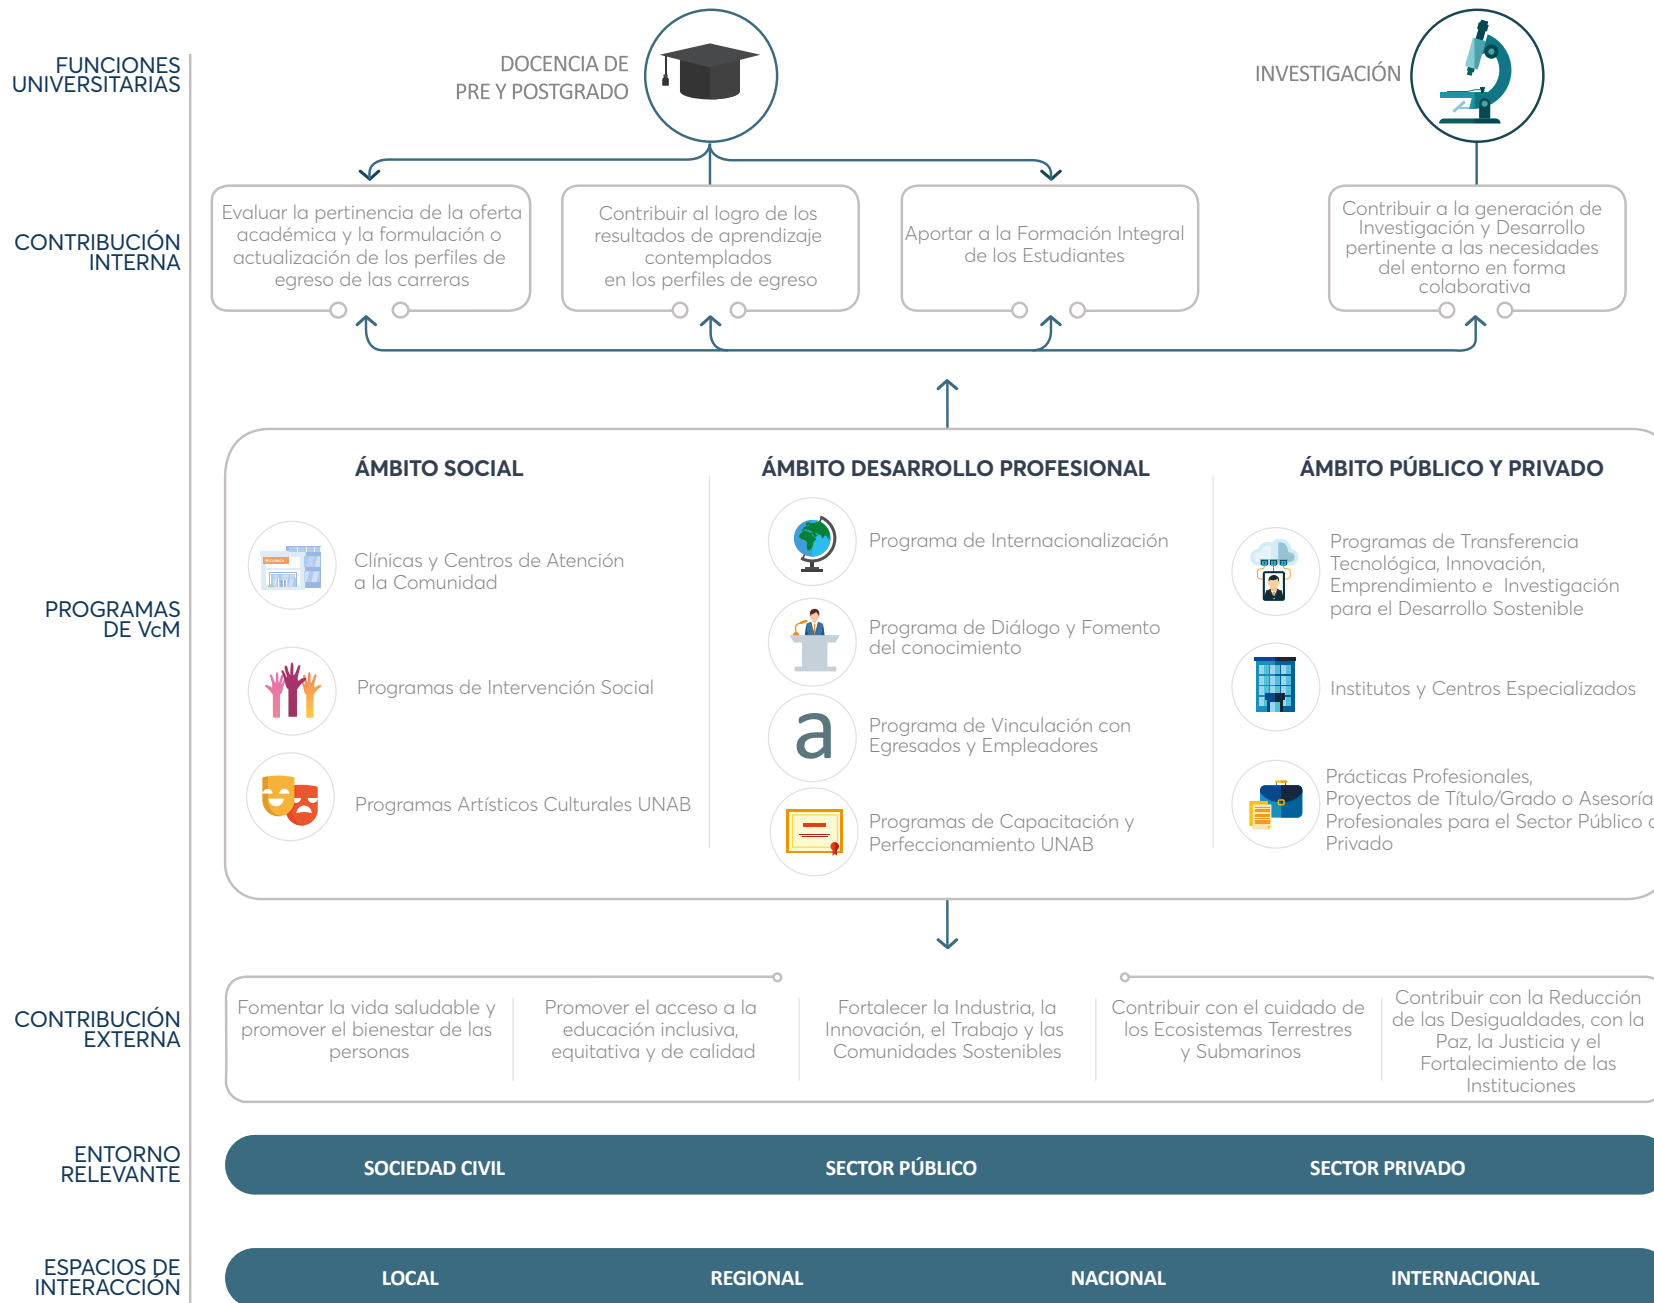 FUNCIONES
UNIVERSITARIAS
DOCENCIA DE
PRE Y POSTGRADO
INVESTIGACIÓN
CONTRIBUCIÓN
INTERNA
Evaluar la pertinencia de la oferta
académica y la formulación o
actualización de los perfiles de
egreso de las carreras
Contribuir al logro de los
resultados de aprendizaje
contemplados
en los perfiles de egreso
Aportar a la Formación Integral
de los Estudiantes
Contribuir a la generación de
Investigación y Desarrollo
pertinente a las necesidades
del entorno en forma
colaborativa
PROGRAMAS
DE VcM
ÁMBITO SOCIAL
Clínicas y Centros de Atención
a la Comunidad
Programas de Intervención Social
Programas Artísticos Culturales UNAB
ÁMBITO DESARROLLO PROFESIONAL
Programa de Internacionalización
Programa de Diálogo y Fomento
del conocimiento
a
Programa de Vinculación con
Egresados y Empleadores
Programas de Capacitación y
Perfeccionamiento UNAB
ÁMBITO PÚBLICO Y PRIVADO
Programas de Transferencia
Tecnológica, Innovación,
Emprendimiento e Investigación
para el Desarrollo Sostenible
Institutos y Centros Especializados
Prácticas Profesionales,
Proyectos de Título/Grado o Asesoría
Profesionales para el Sector Público
Privado
CONTRIBUCIÓN
EXTERNA
Fomentar la vida saludable y
promover el bienestar de las
personas
Promover el acceso a la
educación inclusiva,
equitativa y de calidad
Fortalecer la Industria, la
Innovación, el Trabajo y las
Comunidades Sostenibles
Contribuir con el cuidado de
los Ecosistemas Terrestres
y Submarinos
Contribuir con la Reducción
de las Desigualdades, con la
Paz, la Justicia y el
Fortalecimiento de las
Instituciones
ENTORNO
RELEVANTE
SOCIEDAD CIVIL
SECTOR PÚBLICO
SECTOR PRIVADO
ESPACIOS DE
INTERACCIÓN
LOCAL
REGIONAL
NACIONAL
INTERNACIONAL